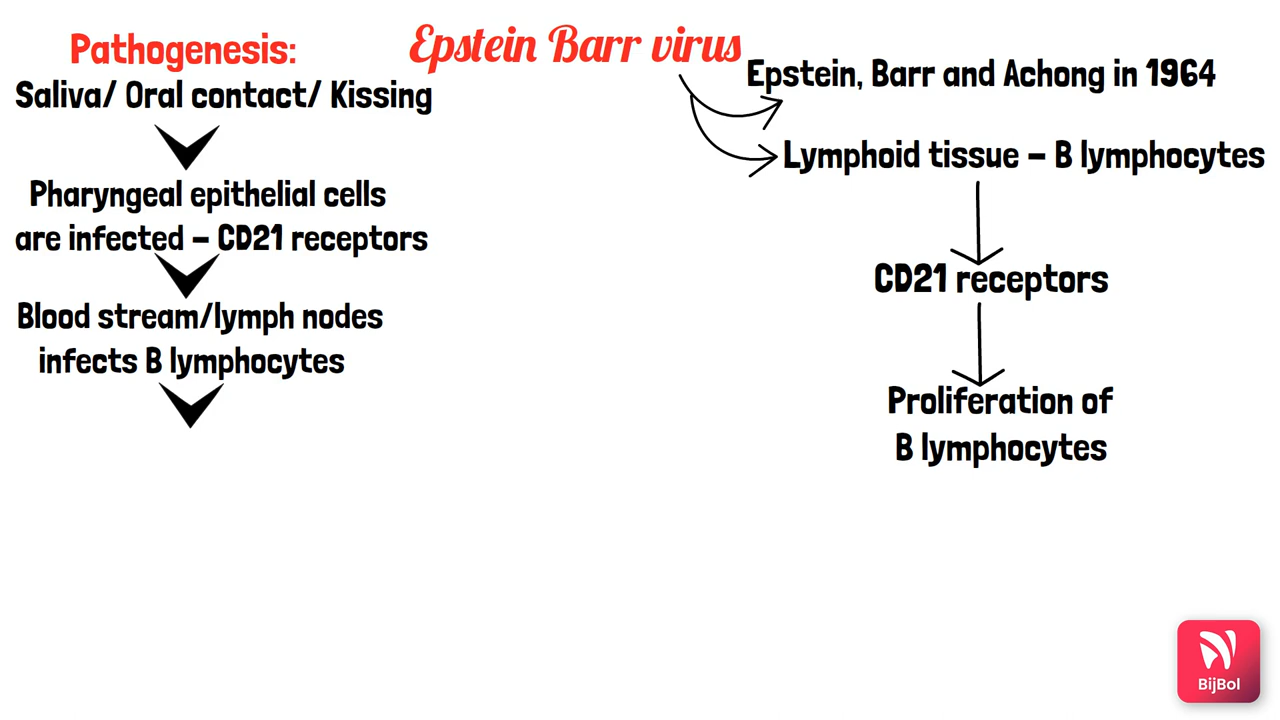 Epstein Barr virus
Pathogenesis:
Saliva/ Oral contact/ Kissing
Pharyngeal epithelial cells
are infected – CD21 receptors
Blood stream/lymph nodes
infects B lymphocytes
Epstein, Barr and Achong in 1964
Lymphoid tissue – B lymphocytes
CD21 receptors
Proliferation of
B lymphocytes
BijBol